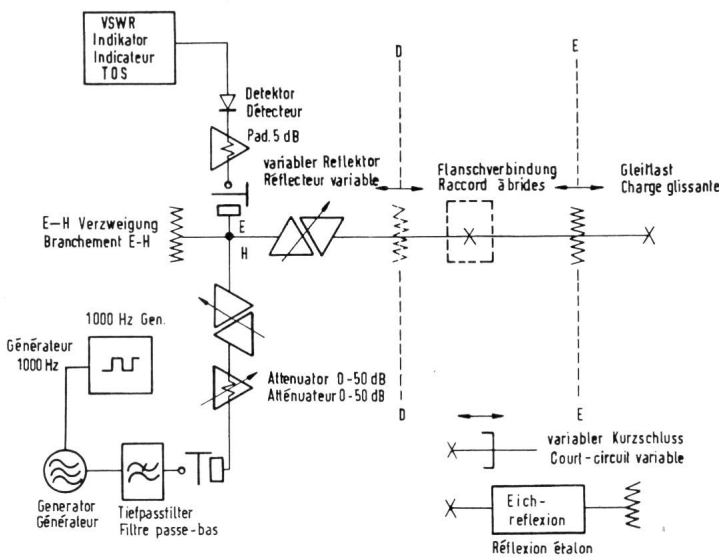 VSWR
Indikator
Indicateur
TOS
Detektor
Détecteur
Pad. 5 dB
variabler Reflektor
Réflecteur variable
D
E
Flanschverbindung
Raccord à brides
Gleitlast
Charge glissante
E-H Verzweigung
Branchement E-H
E
H
1000 Hz Gen.
Générateur
1000 Hz
Attenuator 0-50 dB
Atténuateur 0-50 dB
D
E
variabler Kurzschluss
Court-circuit variable
Generator
Générateur
Tiefpassfilter
Filtre passe-bas
Eich-
reflexion
Réflexion étalon